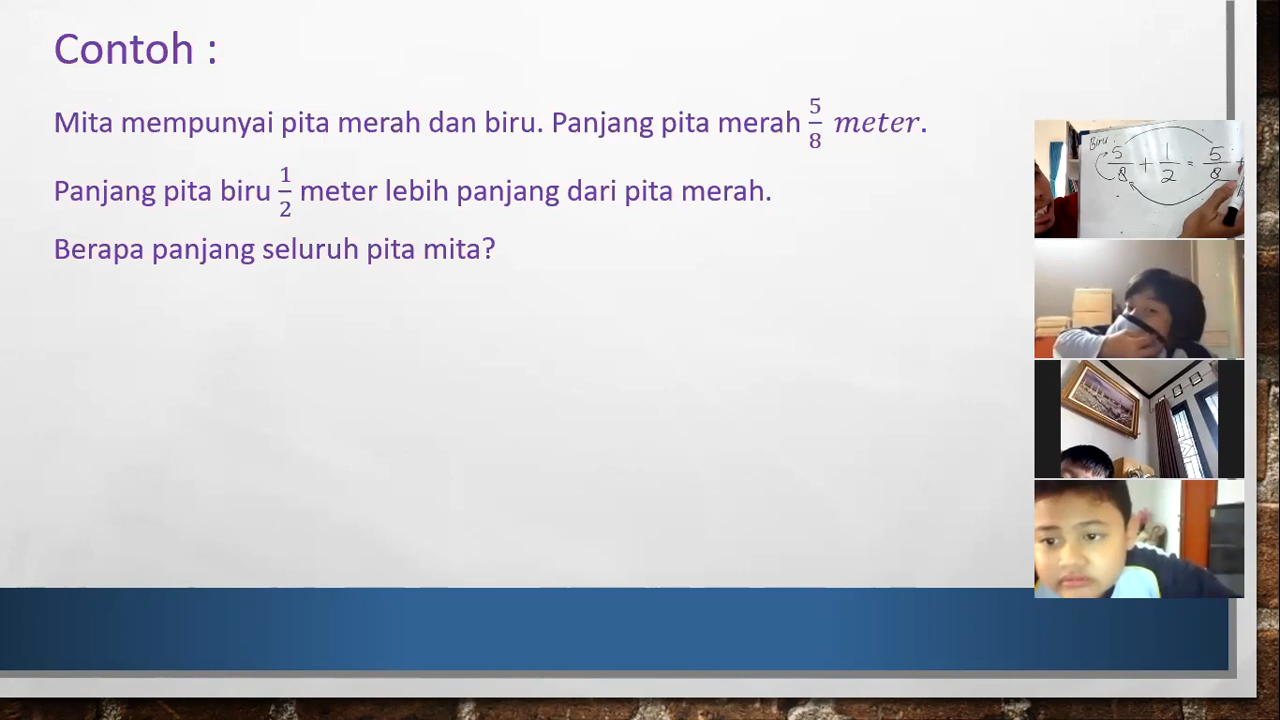 Contoh :
Mita mempunyai pita merah dan biru. Panjang pita merah 5/8 meter.
Panjang pita biru 1/2 meter lebih panjang dari pita merah.
Berapa panjang seluruh pita mita?
Biru :
5/8 + 1/2 = 5/8 +